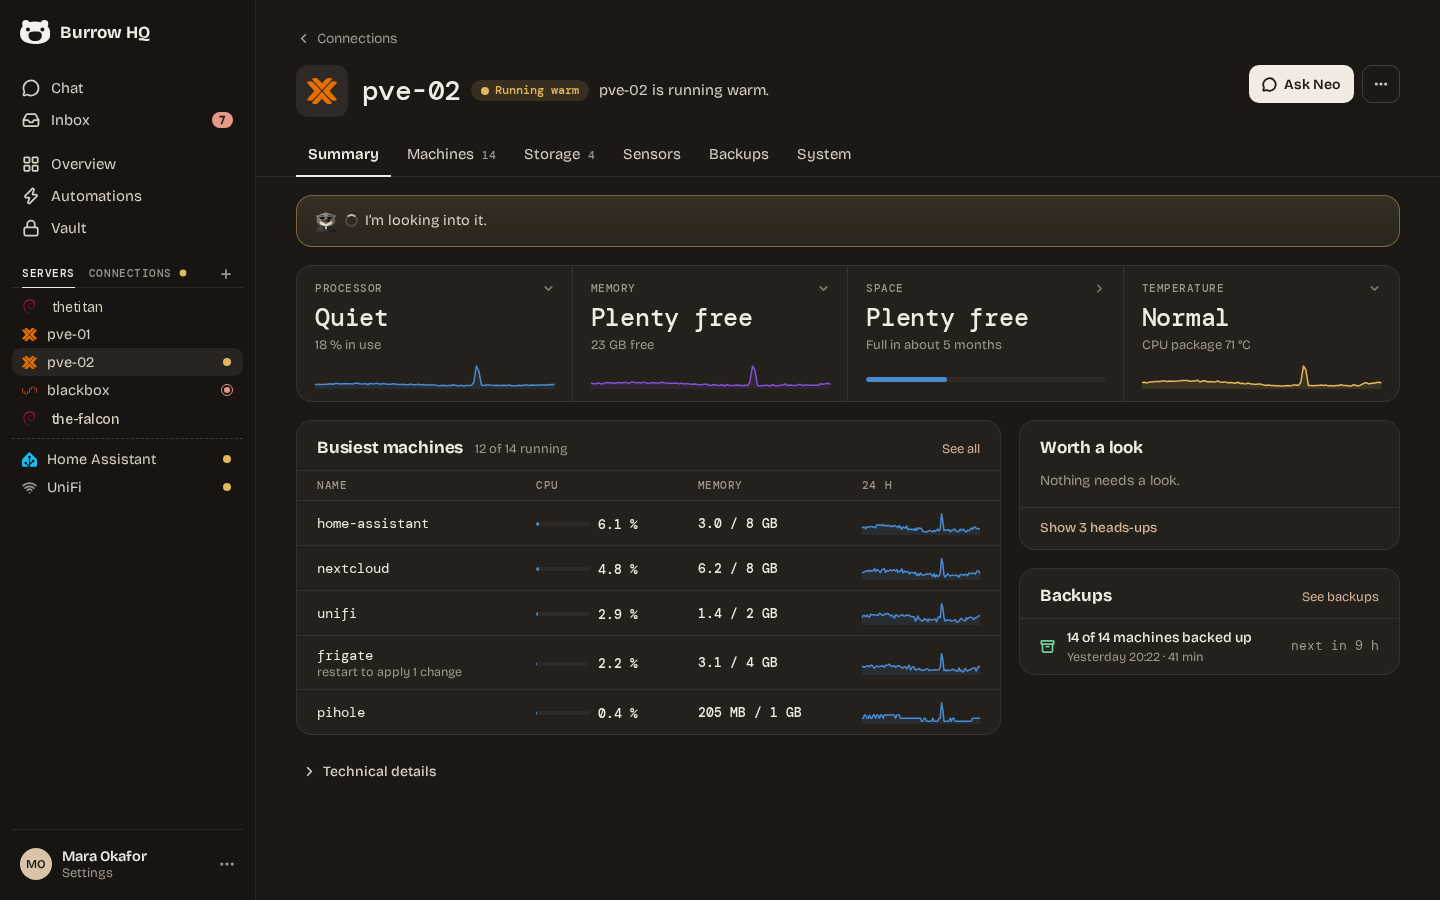 Burrow HQ
Chat
Inbox
7
Overview
Automations
Vault
SERVERS
CONNECTIONS
thetitan
pve-01
pve-02
blackbox
the-falcon
Home Assistant
UniFi
MO
Mara Okafor
Settings
Connections
pve-02
Running warm
pve-02 is running warm.
Ask Neo
Summary
Machines 14
Storage 4
Sensors
Backups
System
I'm looking into it.
PROCESSOR
Quiet
18 % in use
MEMORY
Plenty free
23 GB free
SPACE
Plenty free
Full in about 5 months
TEMPERATURE
Normal
CPU package 71 °C
Busiest machines 12 of 14 running
See all
NAME CPU MEMORY 24 H
home-assistant 6.1 % 3.0 / 8 GB
nextcloud 4.8 % 6.2 / 8 GB
unifi 2.9 % 1.4 / 2 GB
frigate 2.2 % 3.1 / 4 GB
restart to apply 1 change
pihole 0.4 % 205 MB / 1 GB
Technical details
Worth a look
Nothing needs a look.
Show 3 heads-ups
Backups
See backups
14 of 14 machines backed up
Yesterday 20:22 · 41 min
next in 9 h